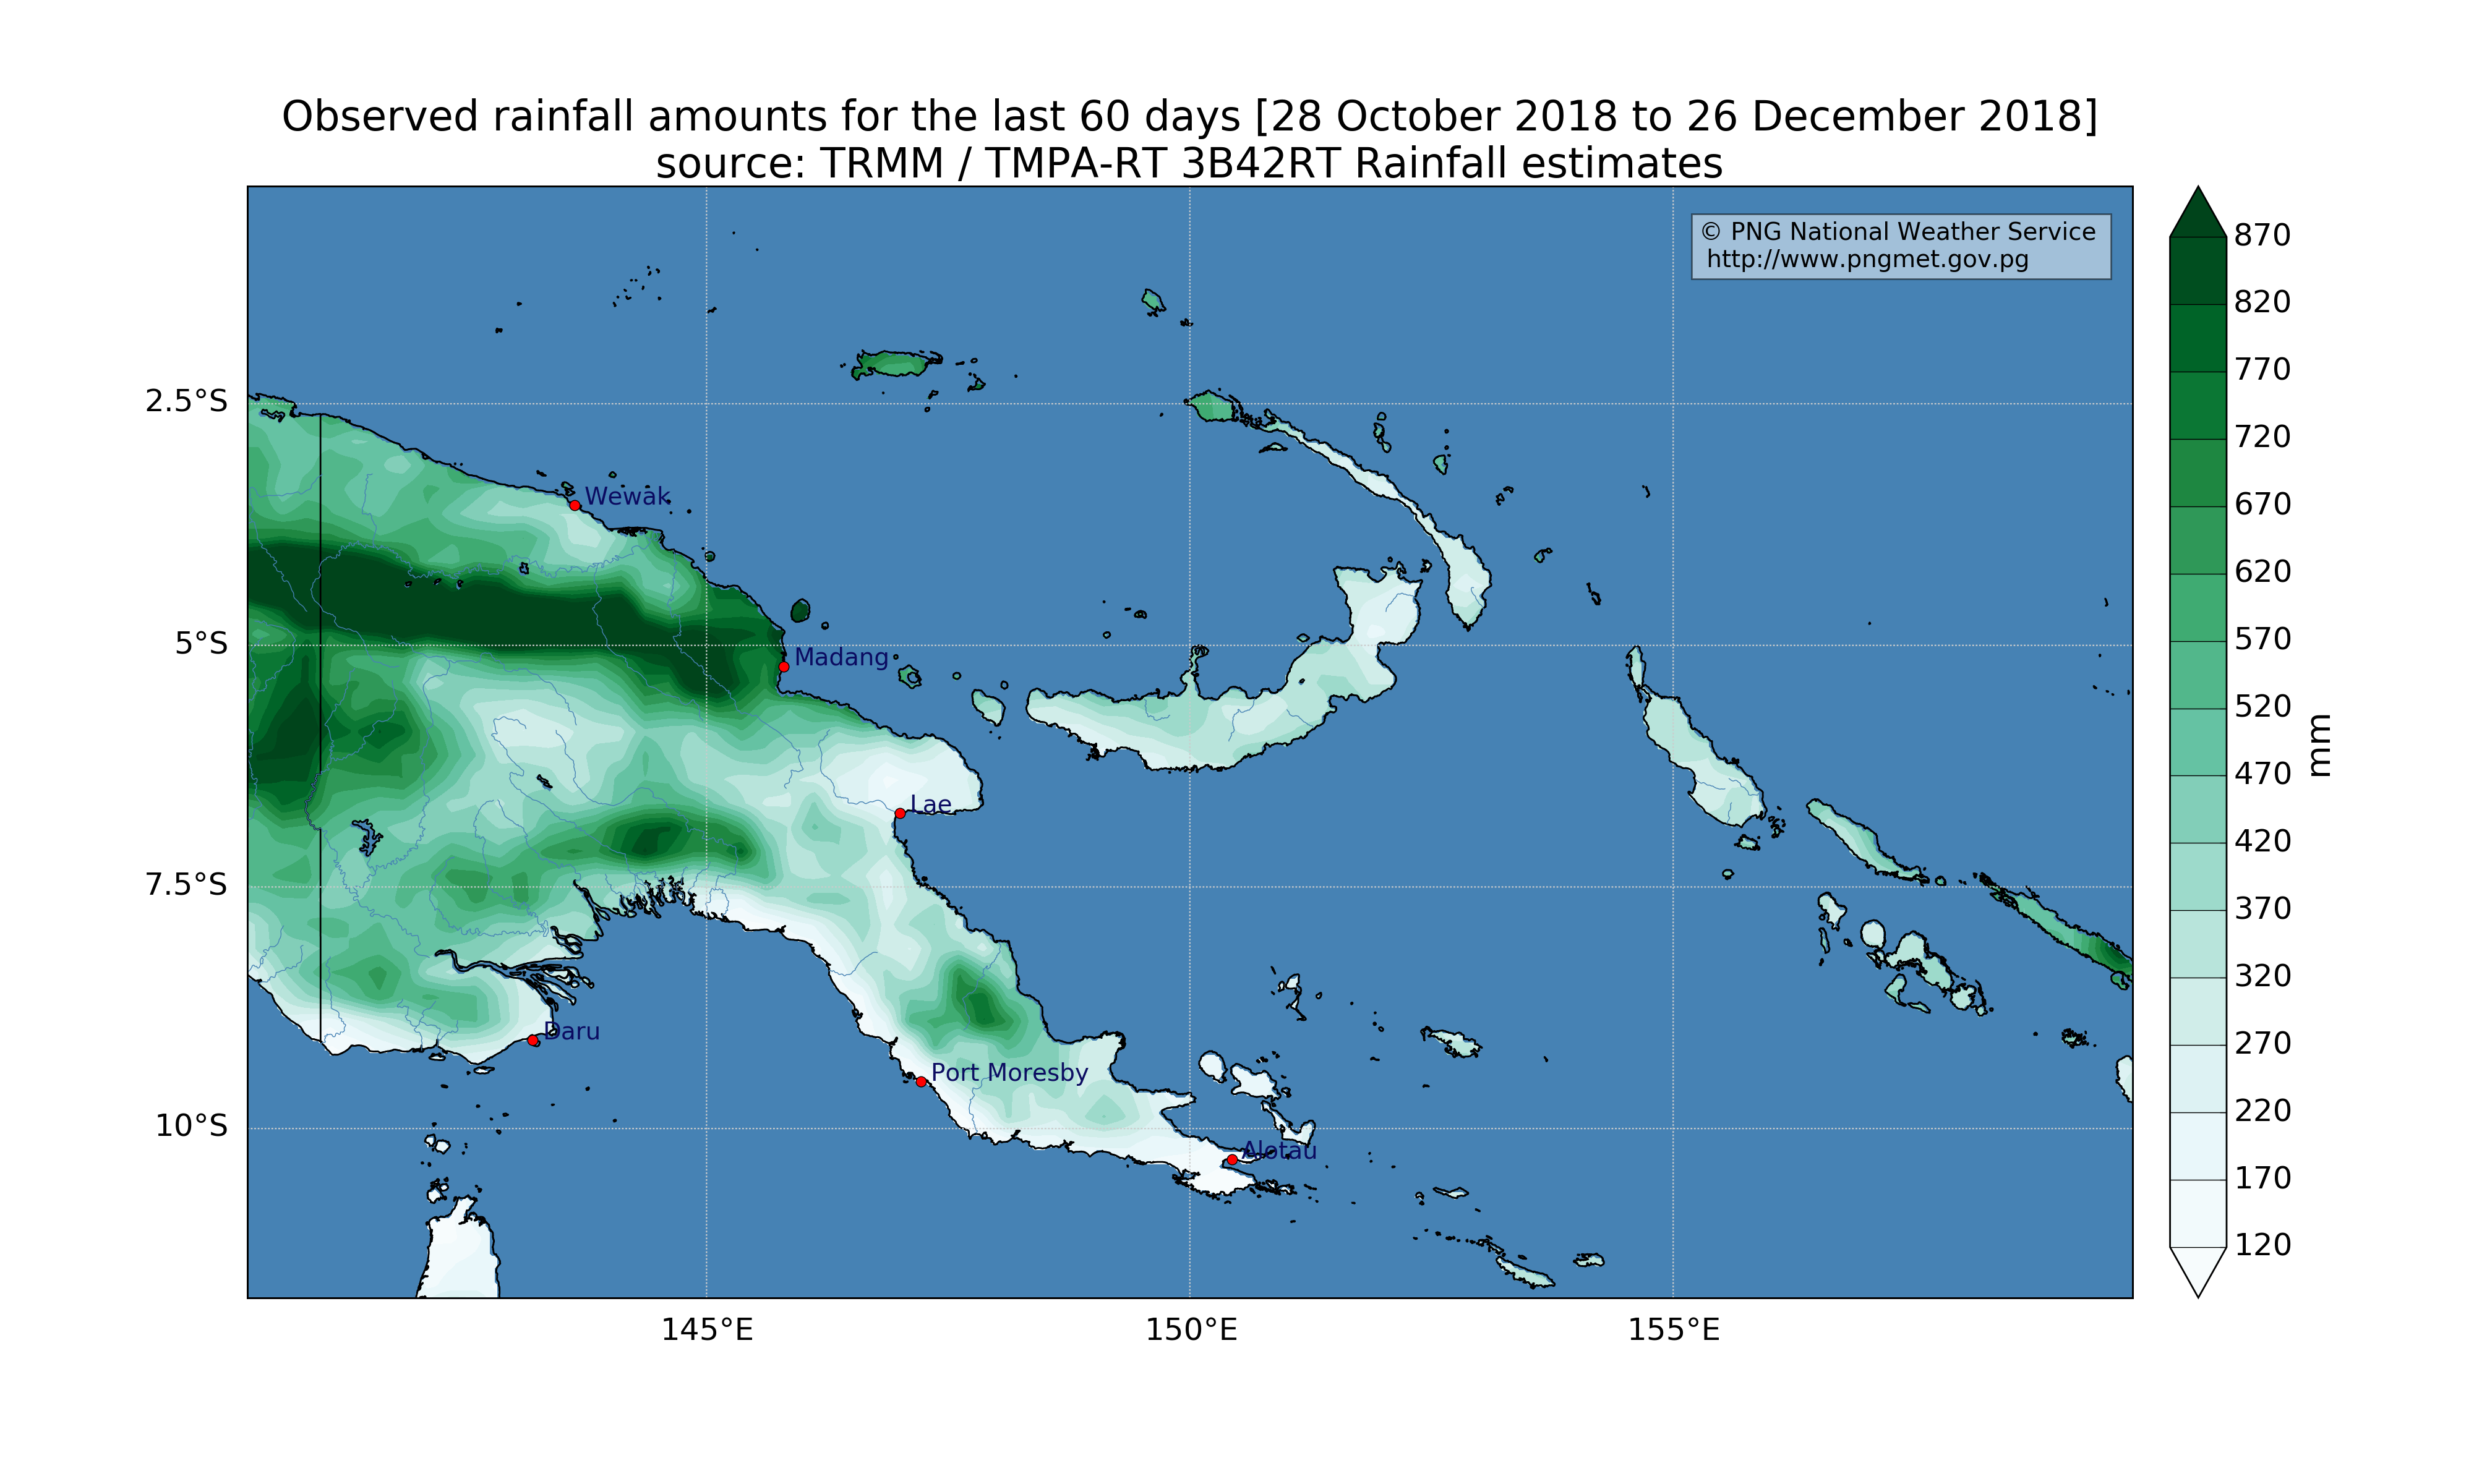 Observed rainfall amounts for the last 60 days [28 October 2018 to 26 December 2018]
source: TRMM / TMPA-RT 3B42RT Rainfall estimates
© PNG National Weather Service
http://www.pngmet.gov.pg
870
820
770
720
670
620
570
520
470
420
370
320
270
220
170
120
mm
2.5°S
5°S
7.5°S
10°S
Wewak
Madang
Lae
Daru
Port Moresby
Alotau
145°E
150°E
155°E